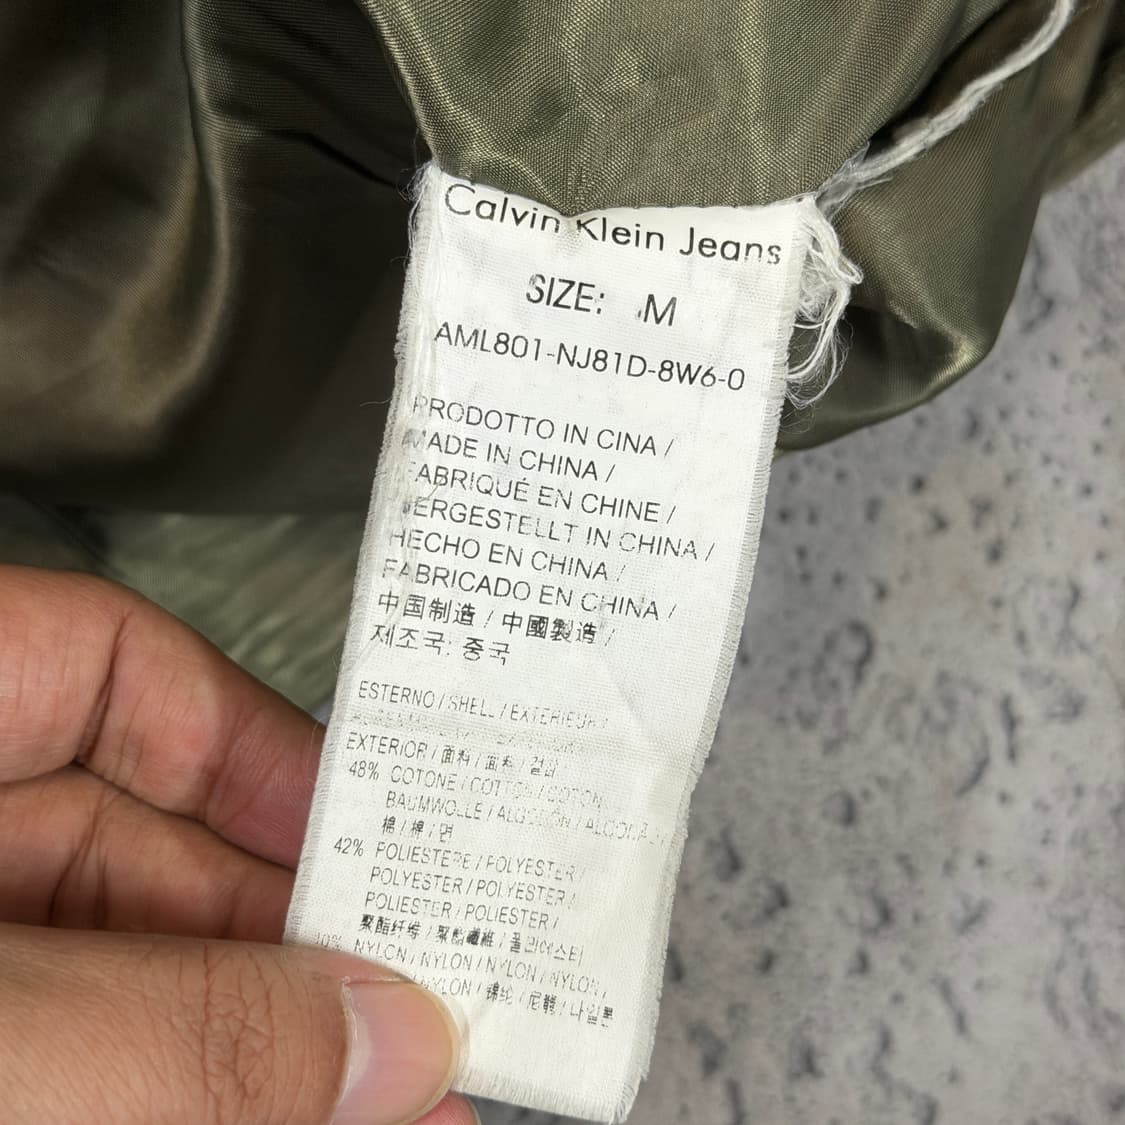 Calvin Klein Jeans
SIZE: M
AML801-NJ81D-8W6-0
PRODOTTO IN CINA /
MADE IN CHINA /
FABRIQUÉ EN CHINE /
HERGESTELLT IN CHINA /
HECHO EN CHINA /
FABRICADO EN CHINA /
中国制造 / 中國製造 /
제조국: 중국
ESTERNO / SHELL / EXTERIEUR /
EXTERIOR / 面料 / 面料 / 겉감
48% COTONE / COTTON / COTON
BAUMWOLLE / ALGODÓN / ALGODÃO
棉 / 棉 / 면
42% POLIESTERE / POLYESTER /
POLYESTER / POLYESTER /
POLIESTER / POLIESTER /
聚酯纤维 / 聚酯纖維 / 폴리에스터
10% NYLON / NYLON / NYLON / NYLON /
NYLON / 锦纶 / 尼龍 / 나일론